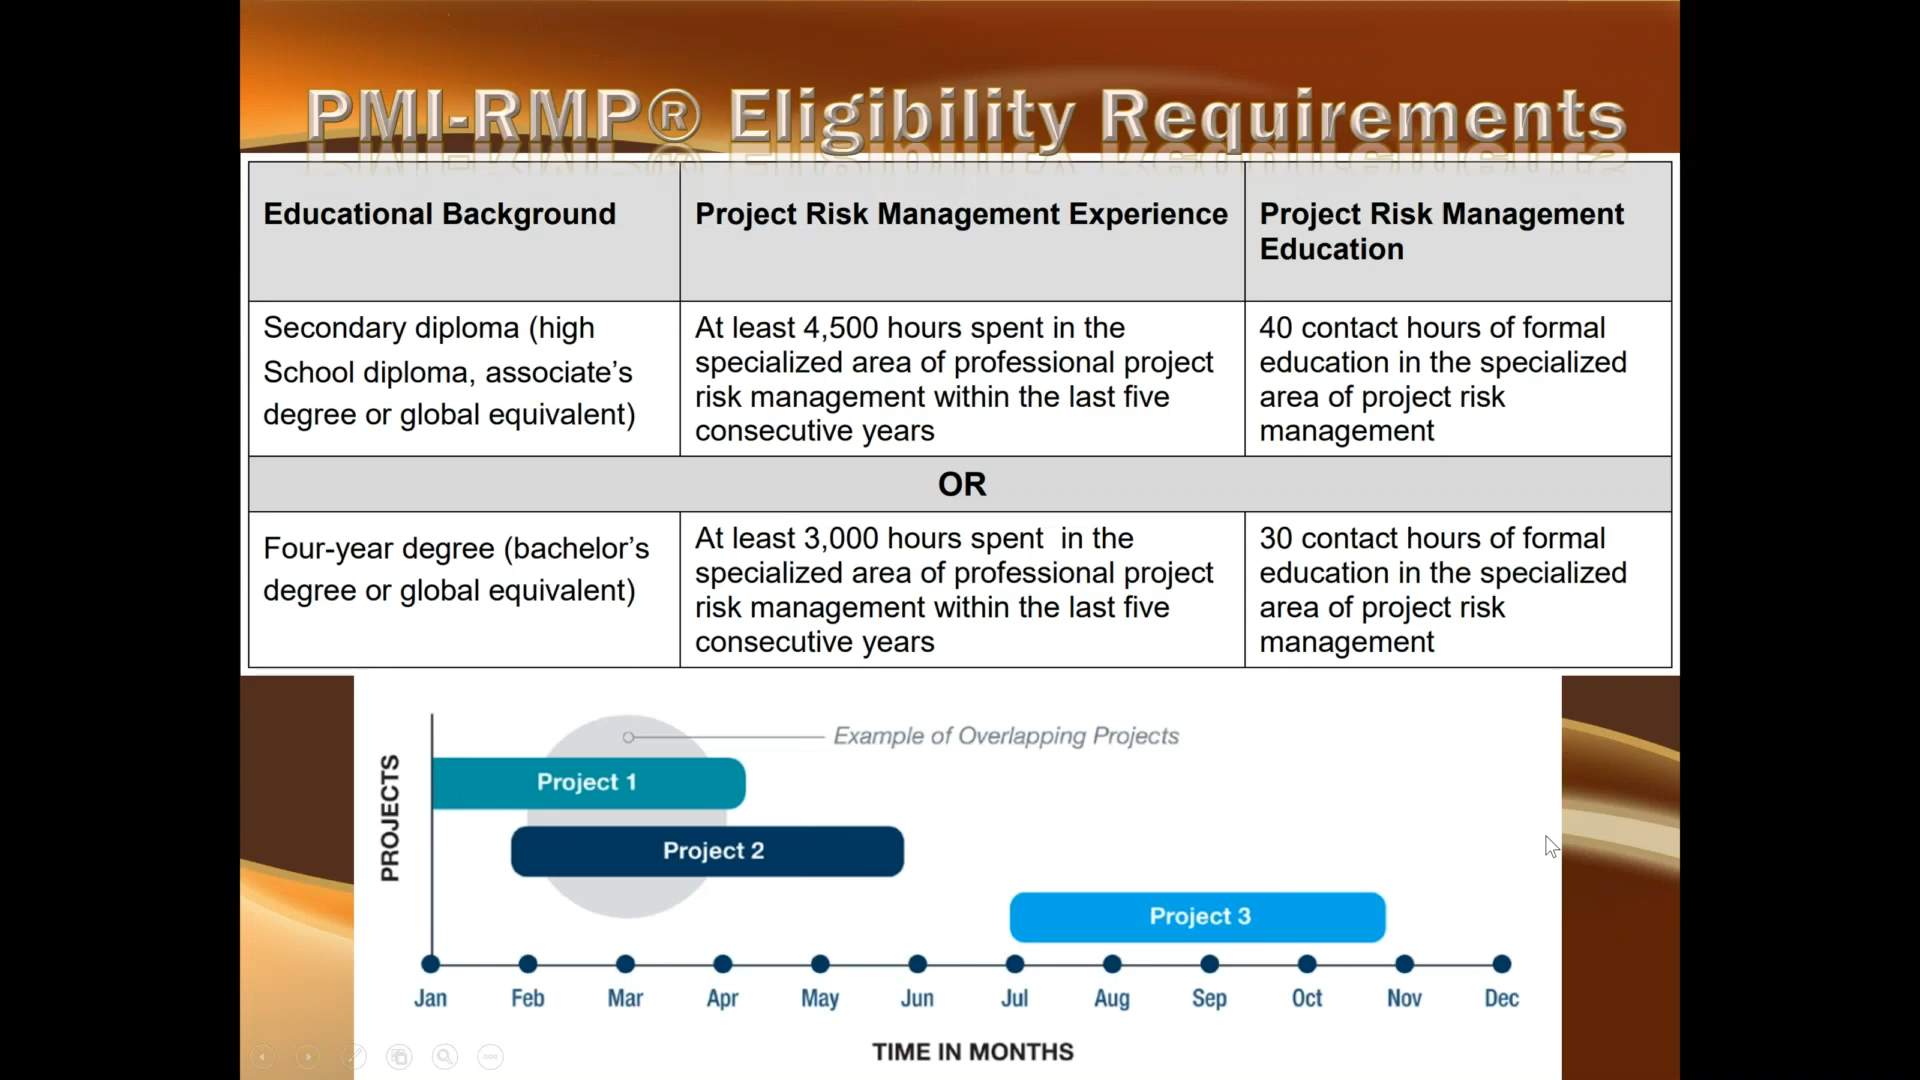 PMI-RMP® Eligibility Requirements
Educational Background
Project Risk Management Experience
Project Risk Management
Education
Secondary diploma (high
School diploma, associate’s
degree or global equivalent)
At least 4,500 hours spent in the
specialized area of professional project
risk management within the last five
consecutive years
40 contact hours of formal
education in the specialized
area of project risk
management
OR
Four-year degree (bachelor’s
degree or global equivalent)
At least 3,000 hours spent  in the
specialized area of professional project
risk management within the last five
consecutive years
30 contact hours of formal
education in the specialized
area of project risk
management
Example of Overlapping Projects
PROJECTS
Project 1
Project 2
Project 3
Jan Feb Mar Apr May Jun Jul Aug Sep Oct Nov Dec
TIME IN MONTHS